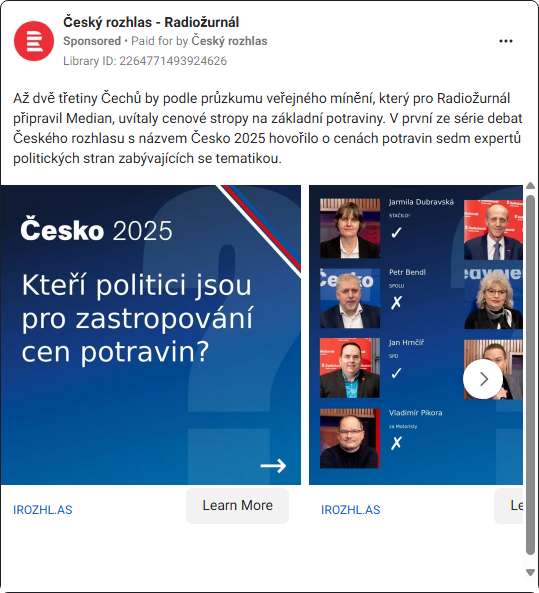 Český rozhlas - Radiožurnál
Sponsored • Paid for by Český rozhlas
Library ID: 2264771493924626
Až dvě třetiny Čechů by podle průzkumu veřejného mínění, který pro Radiožurnál
připravil Median, uvítaly cenové stropy na základní potraviny. V první ze série debat
Českého rozhlasu s názvem Česko 2025 hovořilo o cenách potravin sedm expertů
politických stran zabývajících se tematikou.
Česko 2025
Kteří politici jsou
pro zastropování
cen potravin?
Jarmila Dubravská
STAČILO!
✓
Petr Bendl
SPOLU
✗
Jan Hrnčíř
SPD
✓
Vladimír Pikora
za Motoristy
✗
IROZHL.AS
Learn More
IROZHL.AS
Le